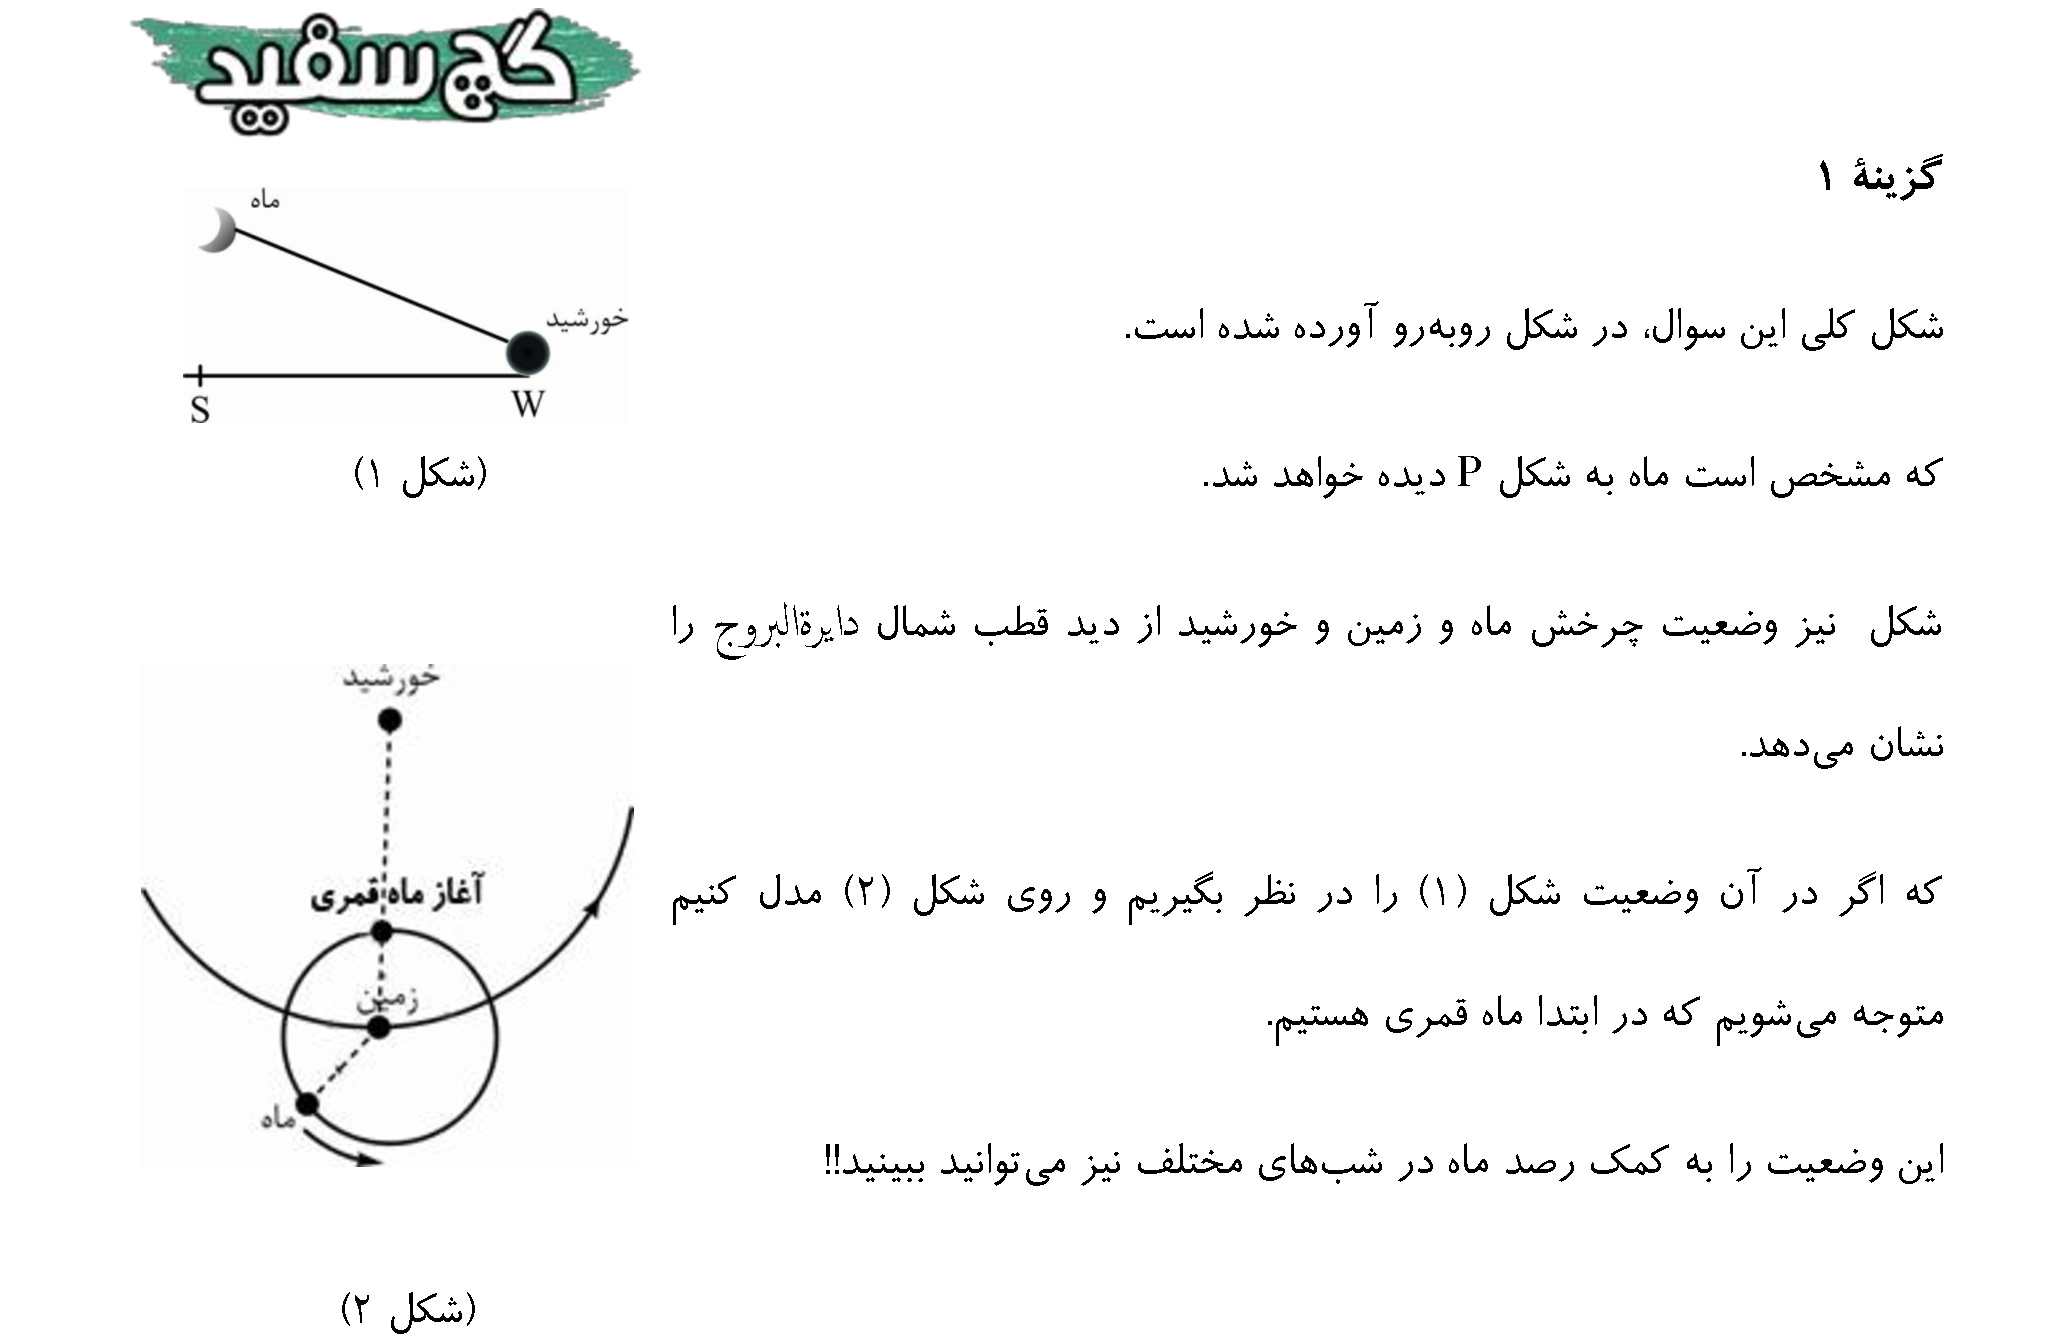 گچ سفید
گزینهٔ ۱
ماه
خورشید
S
W
(شکل ۱)
شکل کلی این سوال، در شکل روبه‌رو آورده شده است.
که مشخص است ماه به شکل P دیده خواهد شد.
شکل نیز وضعیت چرخش ماه و زمین و خورشید از دید قطب شمال دایرةالبروج را
نشان می‌دهد.
که اگر در آن وضعیت شکل (۱) را در نظر بگیریم و روی شکل (۲) مدل کنیم
متوجه می‌شویم که در ابتدا ماه قمری هستیم.
این وضعیت را به کمک رصد ماه در شب‌های مختلف نیز می‌توانید ببینید!!
خورشید
آغاز ماه قمری
زمین
ماه
(شکل ۲)